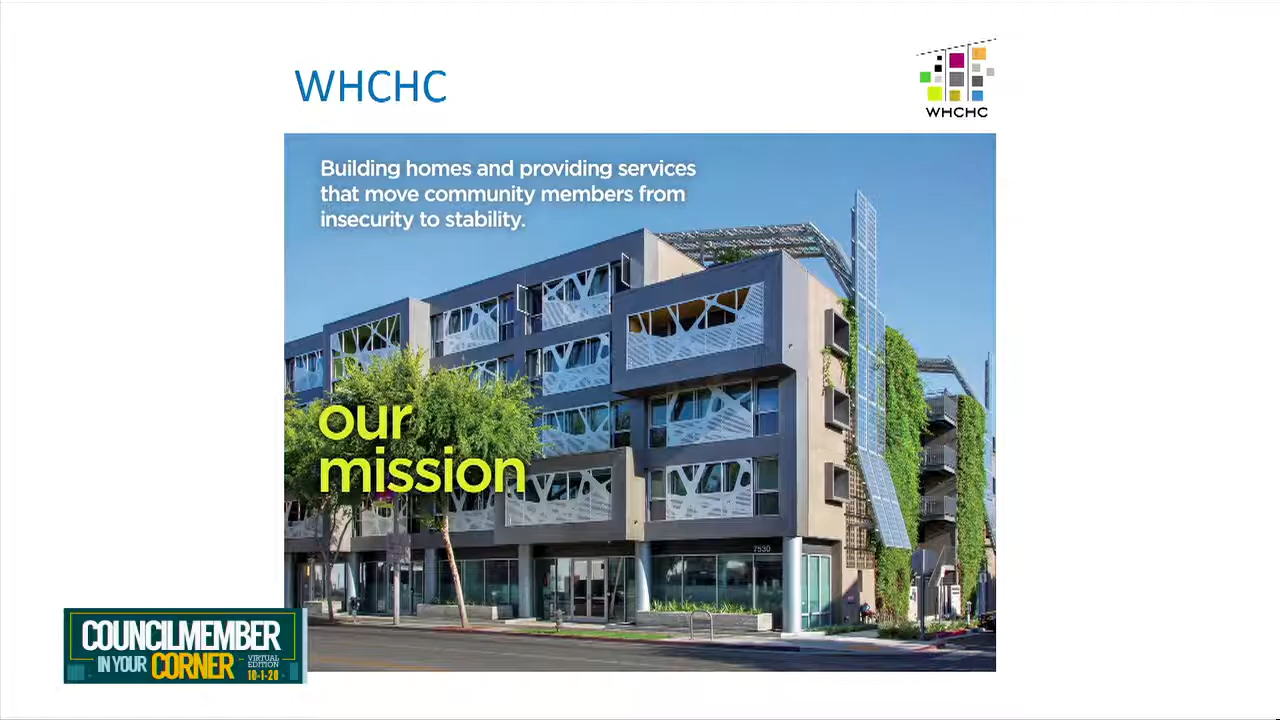 WHCHC
WHCHC
Building homes and providing services
that move community members from
insecurity to stability.
our
mission
7530
COUNCILMEMBER
IN YOUR CORNER
VIRTUAL
EDITION
10-1-20